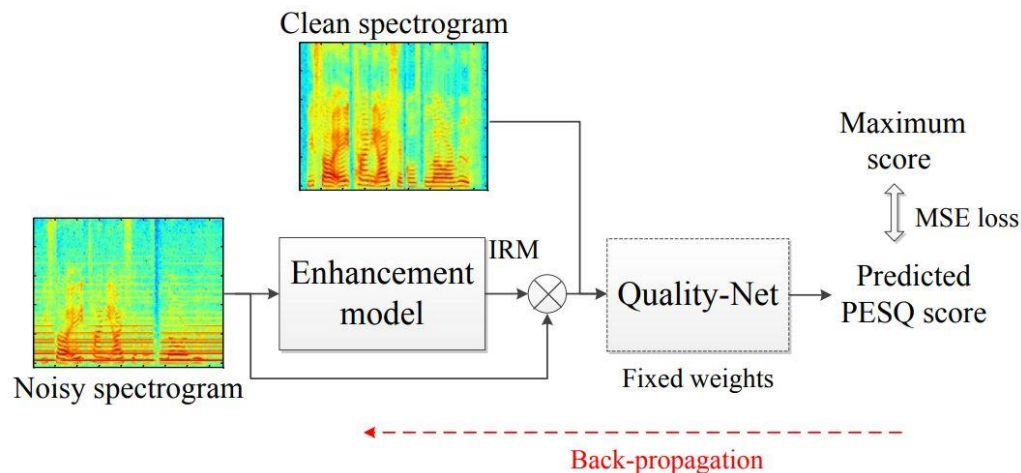 Clean spectrogram
Maximum
score
MSE loss
IRM
Enhancement
model
Quality-Net
Predicted
PESQ score
Noisy spectrogram
Fixed weights
Back-propagation